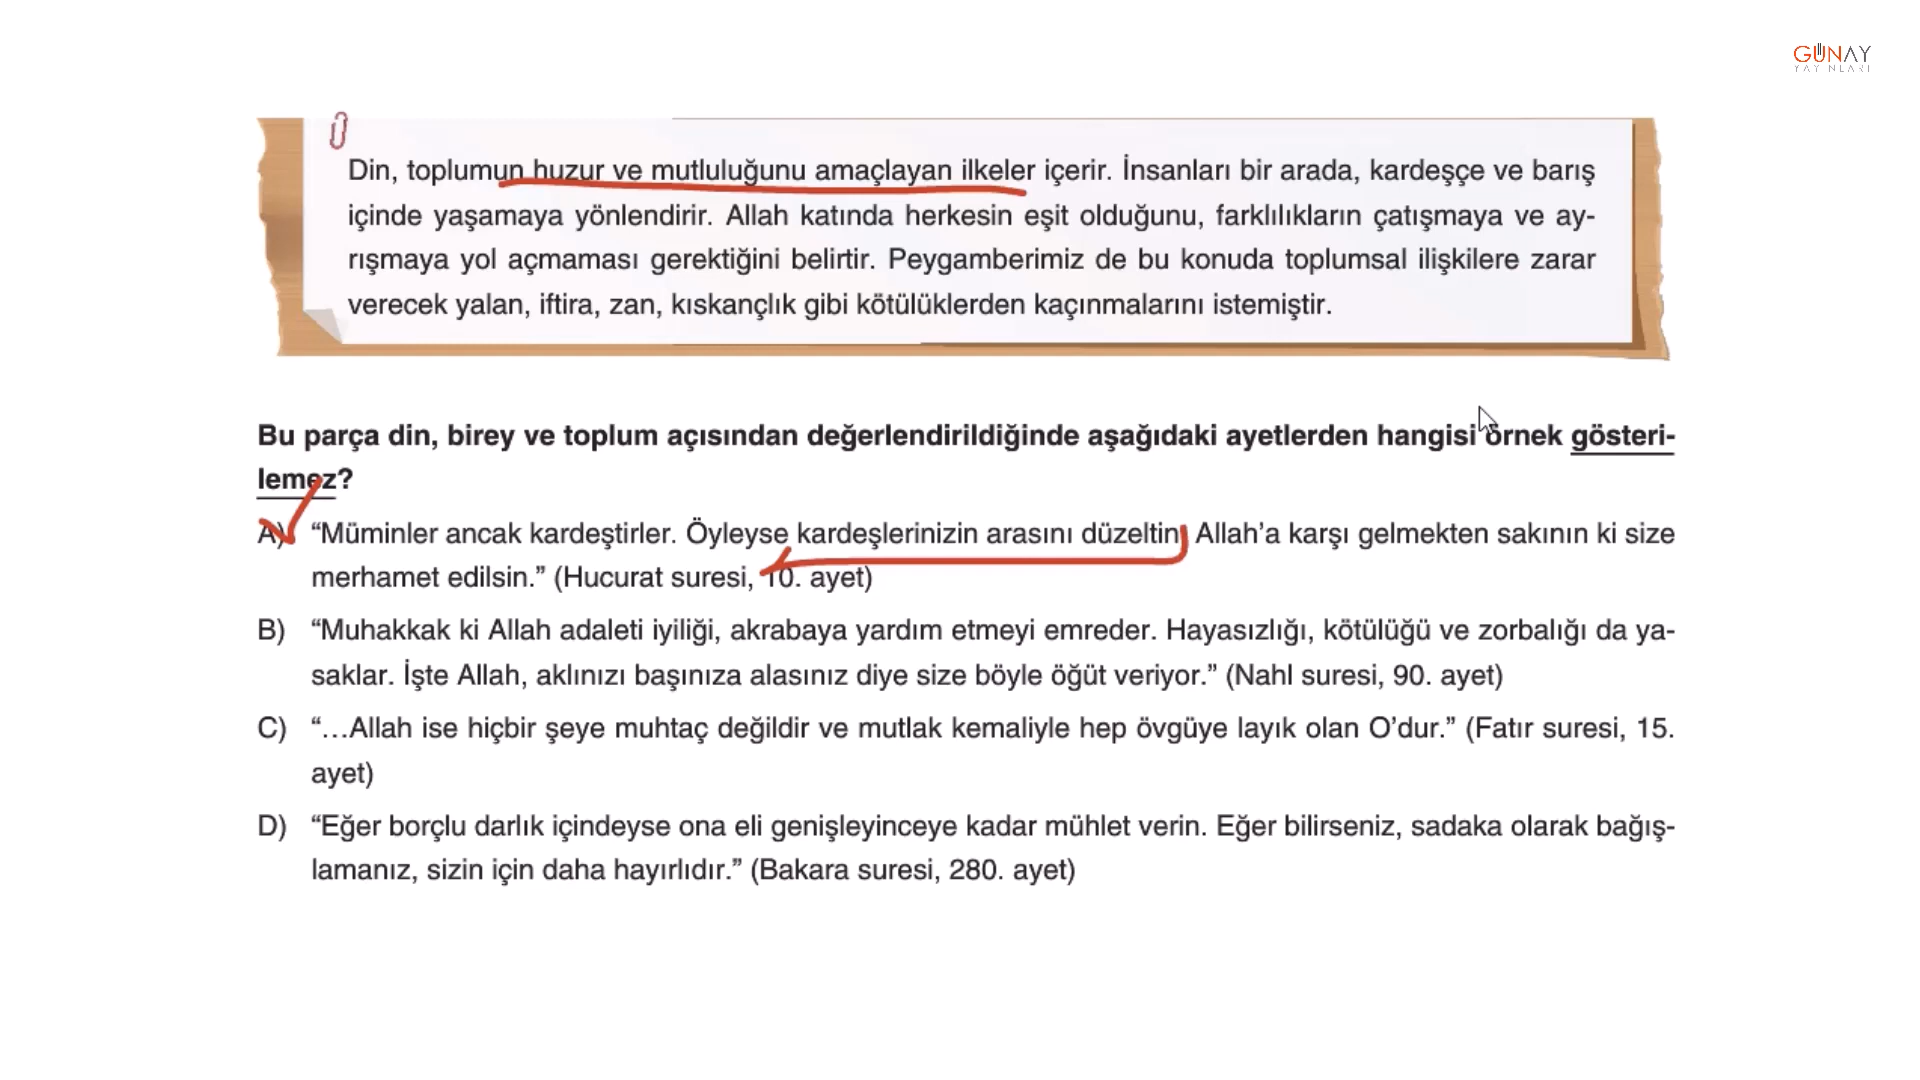 GÜNAY
YAYINLARI
Din, toplumun huzur ve mutluluğunu amaçlayan ilkeler içerir. İnsanları bir arada, kardeşçe ve barış
içinde yaşamaya yönlendirir. Allah katında herkesin eşit olduğunu, farklılıkların çatışmaya ve ay-
rışmaya yol açmaması gerektiğini belirtir. Peygamberimiz de bu konuda toplumsal ilişkilere zarar
verecek yalan, iftira, zan, kıskançlık gibi kötülüklerden kaçınmalarını istemiştir.
Bu parça din, birey ve toplum açısından değerlendirildiğinde aşağıdaki ayetlerden hangisi örnek gösteri-
lemez?
A) “Müminler ancak kardeştirler. Öyleyse kardeşlerinizin arasını düzeltin, Allah’a karşı gelmekten sakının ki size
merhamet edilsin.” (Hucurat suresi, 10. ayet)
B) “Muhakkak ki Allah adaleti iyiliği, akrabaya yardım etmeyi emreder. Hayasızlığı, kötülüğü ve zorbalığı da ya-
saklar. İşte Allah, aklınızı başınıza alasınız diye size böyle öğüt veriyor.” (Nahl suresi, 90. ayet)
C) “…Allah ise hiçbir şeye muhtaç değildir ve mutlak kemaliyle hep övgüye layık olan O’dur.” (Fatır suresi, 15.
ayet)
D) “Eğer borçlu darlık içindeyse ona eli genişleyinceye kadar mühlet verin. Eğer bilirseniz, sadaka olarak bağış-
lamanız, sizin için daha hayırlıdır.” (Bakara suresi, 280. ayet)